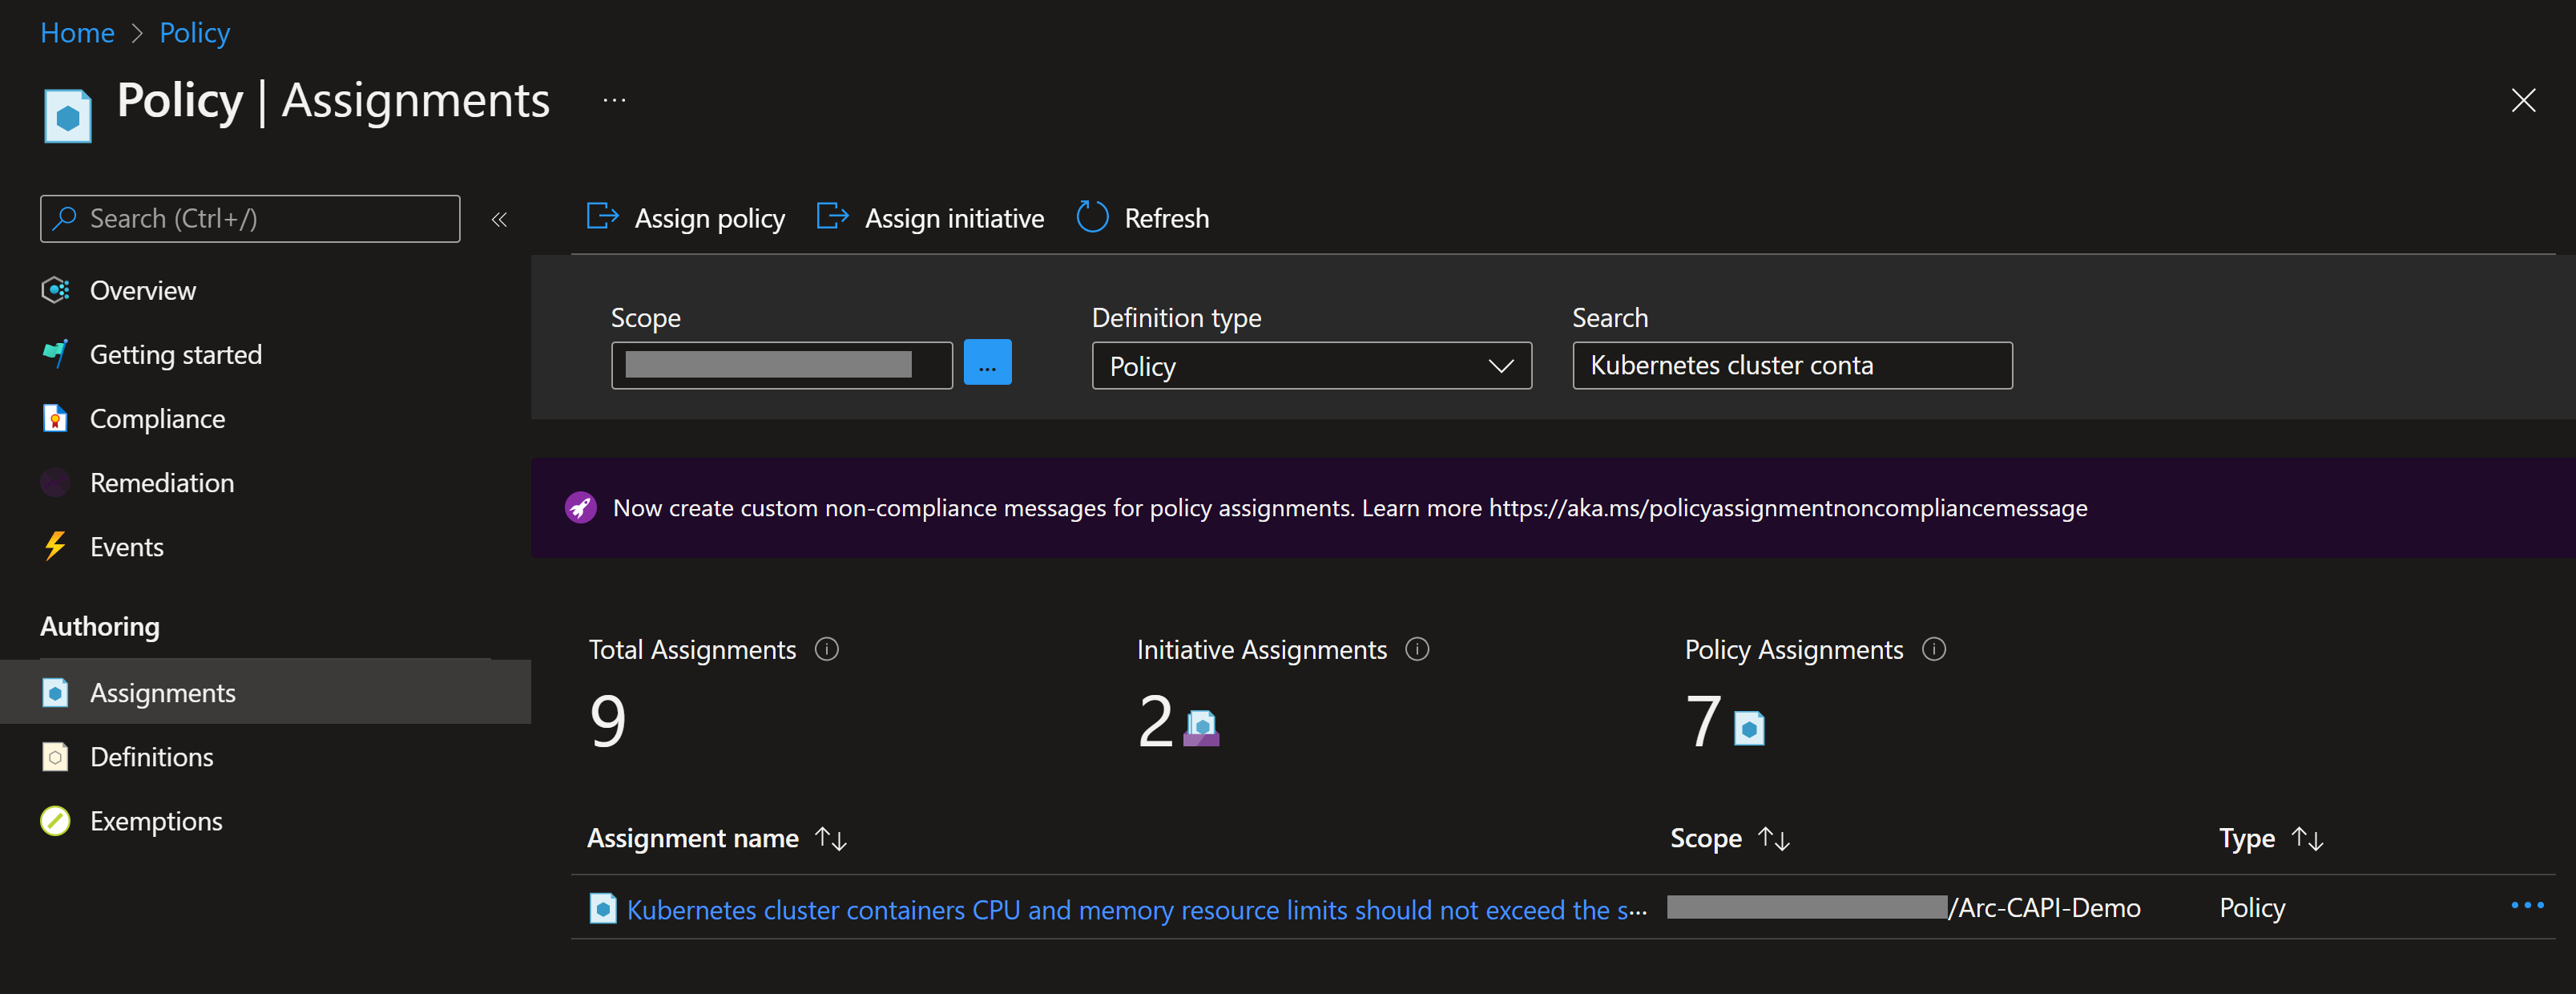 Home > Policy
Policy | Assignments ...
Search (Ctrl+/)
«
Overview
Getting started
Compliance
Remediation
Events
Authoring
Assignments
Definitions
Exemptions
Assign policy
Assign initiative
Refresh
Scope
...
Definition type
Policy
Search
Kubernetes cluster conta
Now create custom non-compliance messages for policy assignments. Learn more https://aka.ms/policyassignmentnoncompliancemessage
Total Assignments
9
Initiative Assignments
2
Policy Assignments
7
Assignment name ↑↓ Scope ↑↓ Type ↑↓
Kubernetes cluster containers CPU and memory resource limits should not exceed the s... /Arc-CAPI-Demo Policy ...